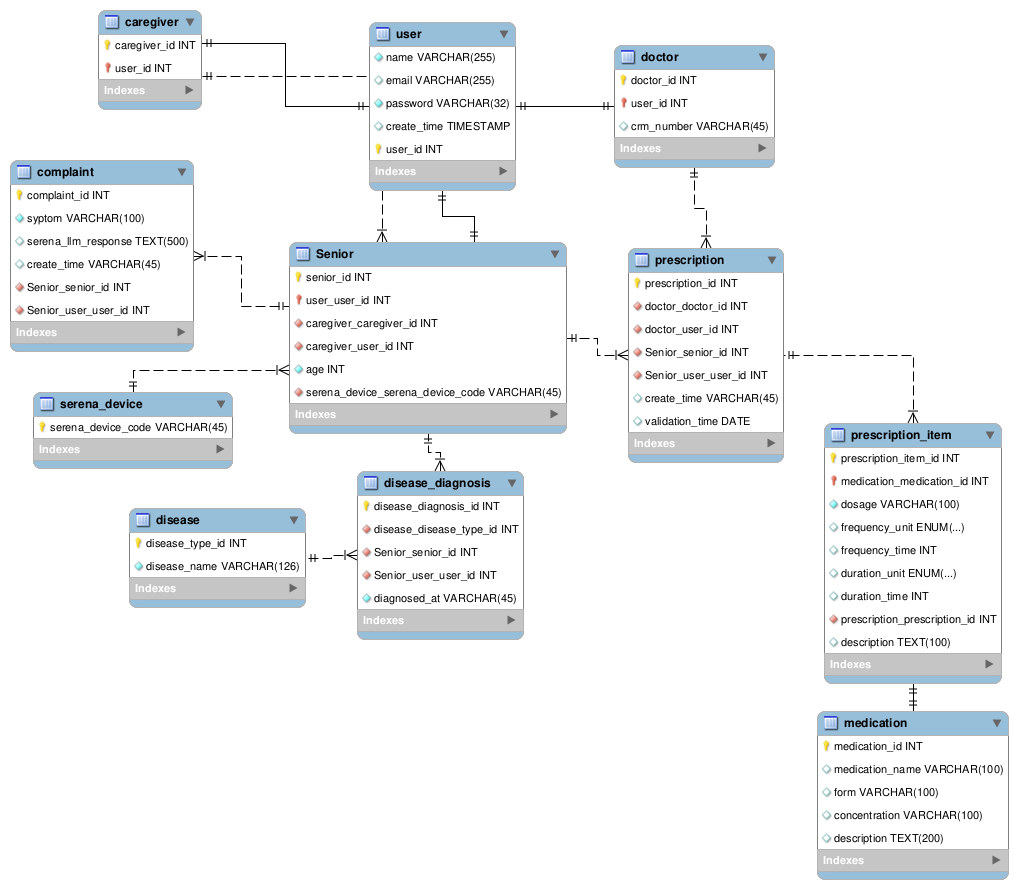 caregiver
caregiver_id INT
user_id INT
Indexes
user
name VARCHAR(255)
email VARCHAR(255)
password VARCHAR(32)
create_time TIMESTAMP
user_id INT
Indexes
doctor
doctor_id INT
user_id INT
crm_number VARCHAR(45)
Indexes
complaint
complaint_id INT
syptom VARCHAR(100)
serena_llm_response TEXT(500)
create_time VARCHAR(45)
Senior_senior_id INT
Senior_user_user_id INT
Indexes
Senior
senior_id INT
user_user_id INT
caregiver_caregiver_id INT
caregiver_user_id INT
age INT
serena_device_serena_device_code VARCHAR(45)
Indexes
prescription
prescription_id INT
doctor_doctor_id INT
doctor_user_id INT
Senior_senior_id INT
Senior_user_user_id INT
create_time VARCHAR(45)
validation_time DATE
Indexes
serena_device
serena_device_code VARCHAR(45)
Indexes
disease
disease_type_id INT
disease_name VARCHAR(126)
Indexes
disease_diagnosis
disease_diagnosis_id INT
disease_disease_type_id INT
Senior_senior_id INT
Senior_user_user_id INT
diagnosed_at VARCHAR(45)
Indexes
prescription_item
prescription_item_id INT
medication_medication_id INT
dosage VARCHAR(100)
frequency_unit ENUM(...)
frequency_time INT
duration_unit ENUM(...)
duration_time INT
prescription_prescription_id INT
description TEXT(100)
Indexes
medication
medication_id INT
medication_name VARCHAR(100)
form VARCHAR(100)
concentration VARCHAR(100)
description TEXT(200)
Indexes